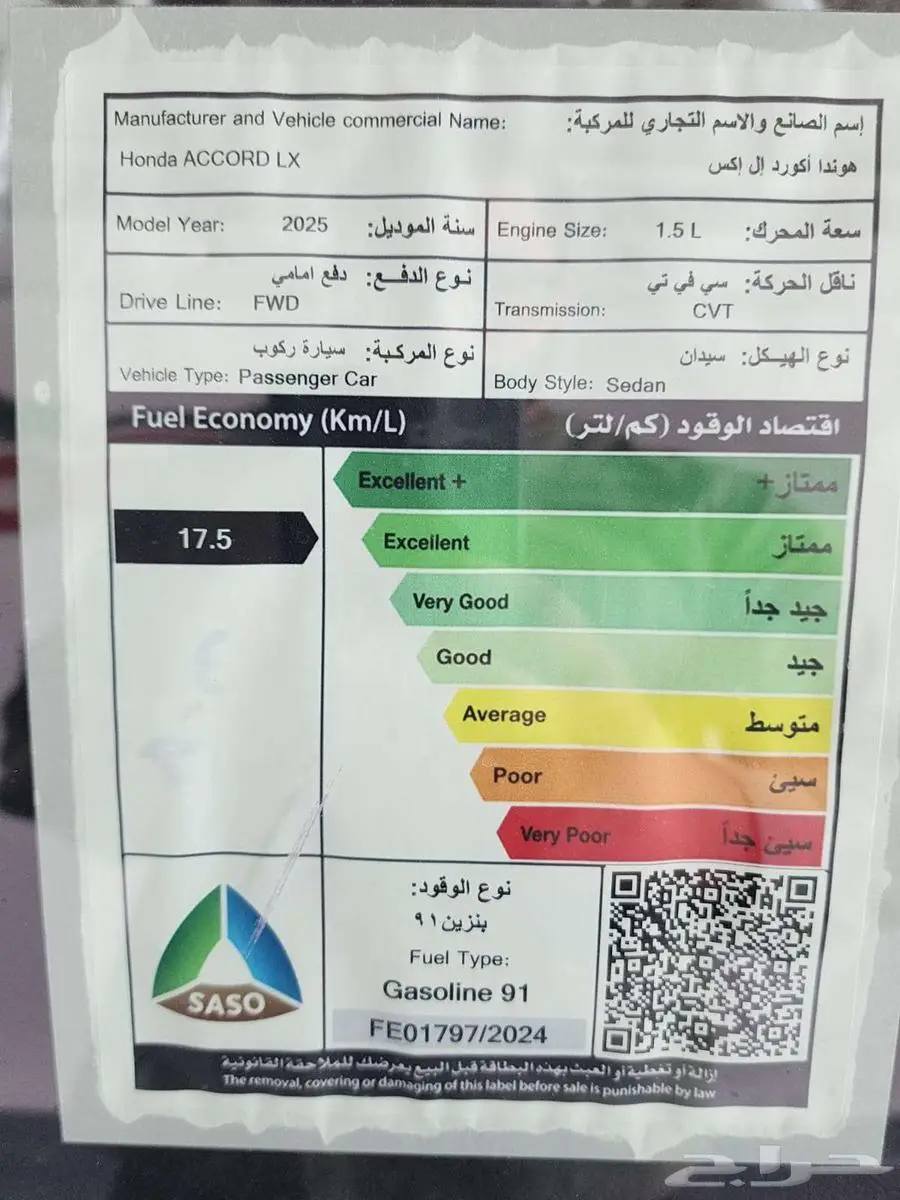 Manufacturer and Vehicle commercial Name: إسم الصانع والاسم التجاري للمركبة:
Honda ACCORD LX هوندا أكورد إل إكس
Model Year: 2025 سنة الموديل:
Engine Size: 1.5 L سعة المحرك:
نوع الدفع: دفع امامي
Drive Line: FWD
ناقل الحركة: سي في تي
Transmission: CVT
نوع المركبة: سيارة ركوب
Vehicle Type: Passenger Car
نوع الهيكل: سيدان
Body Style: Sedan
Fuel Economy (Km/L) اقتصاد الوقود (كم/لتر)
Excellent + ممتاز+
17.5
Excellent ممتاز
Very Good جيد جداً
Good جيد
Average متوسط
Poor سيئ
Very Poor سيئ جداً
SASO
نوع الوقود:
بنزين ٩١
Fuel Type:
Gasoline 91
FE01797/2024
إزالة أو تغطية أو العبث بهذه البطاقة قبل البيع يعرضك للملاحقة القانونية
The removal, covering or damaging of this label before sale is punishable by law
حراج